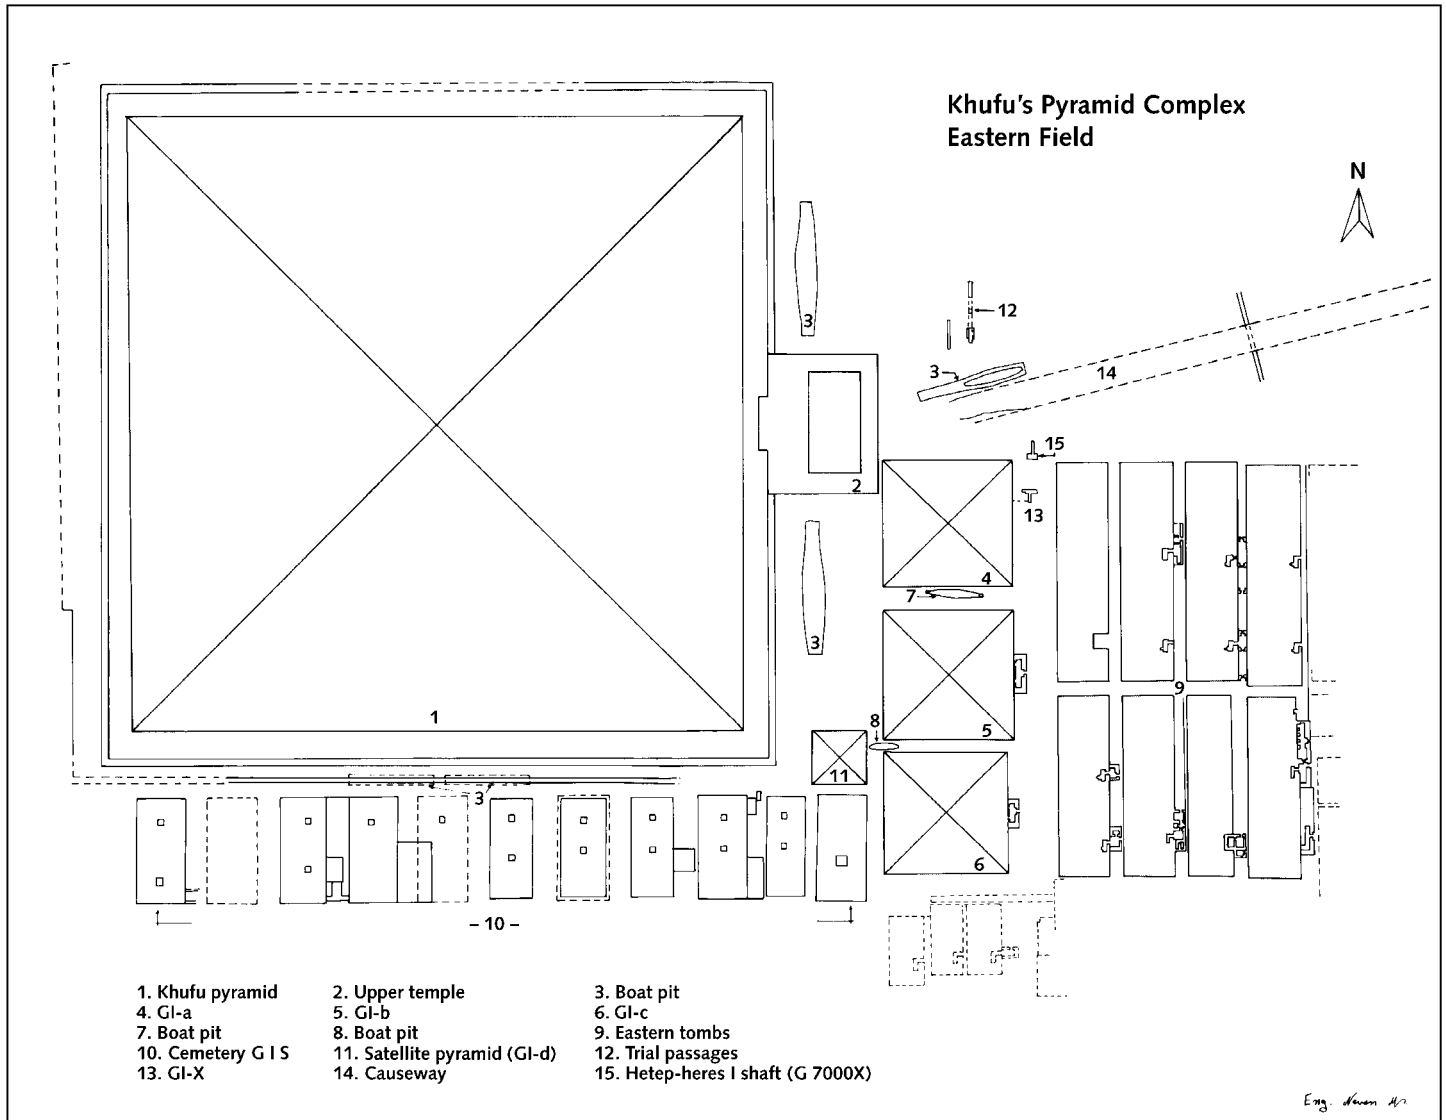 Khufu's Pyramid Complex
Eastern Field
N
3
12
3
14
15
2
13
4
7
3
9
1
8
5
11
3
6
– 10 –
1. Khufu pyramid 2. Upper temple 3. Boat pit
4. GI-a 5. GI-b 6. GI-c
7. Boat pit 8. Boat pit 9. Eastern tombs
10. Cemetery G I S 11. Satellite pyramid (GI-d) 12. Trial passages
13. GI-X 14. Causeway 15. Hetep-heres I shaft (G 7000X)
Eng.